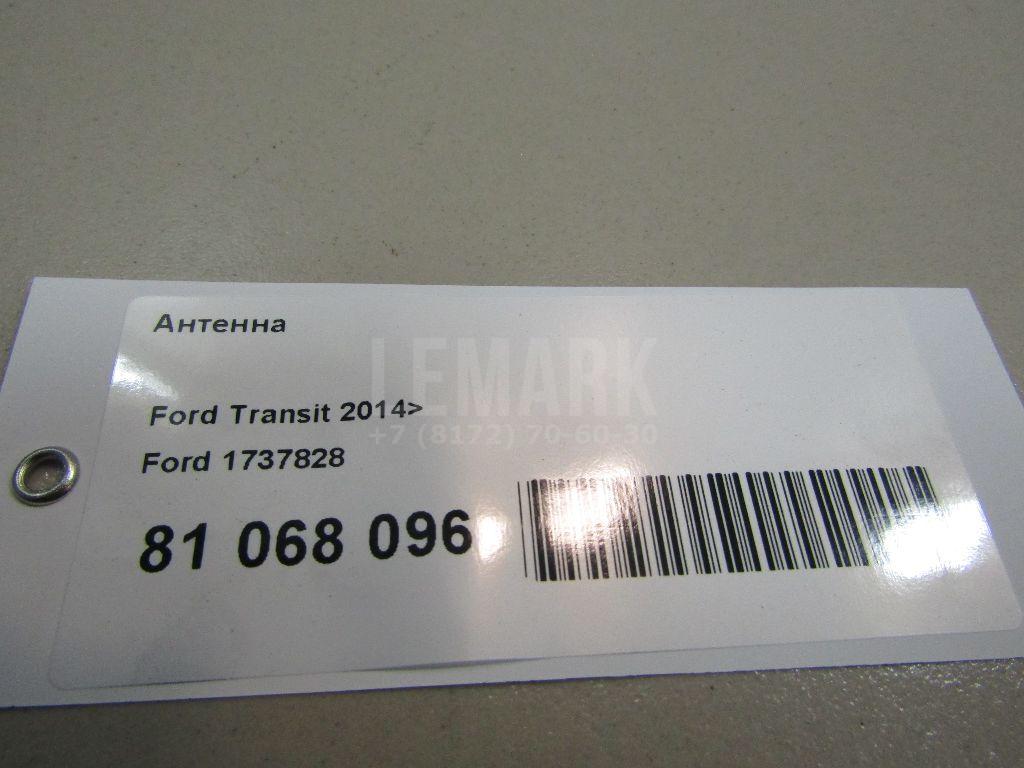 Антенна
LEMARK
Ford Transit 2014>
+7 (8172) 70-60-30
Ford 1737828
81 068 096